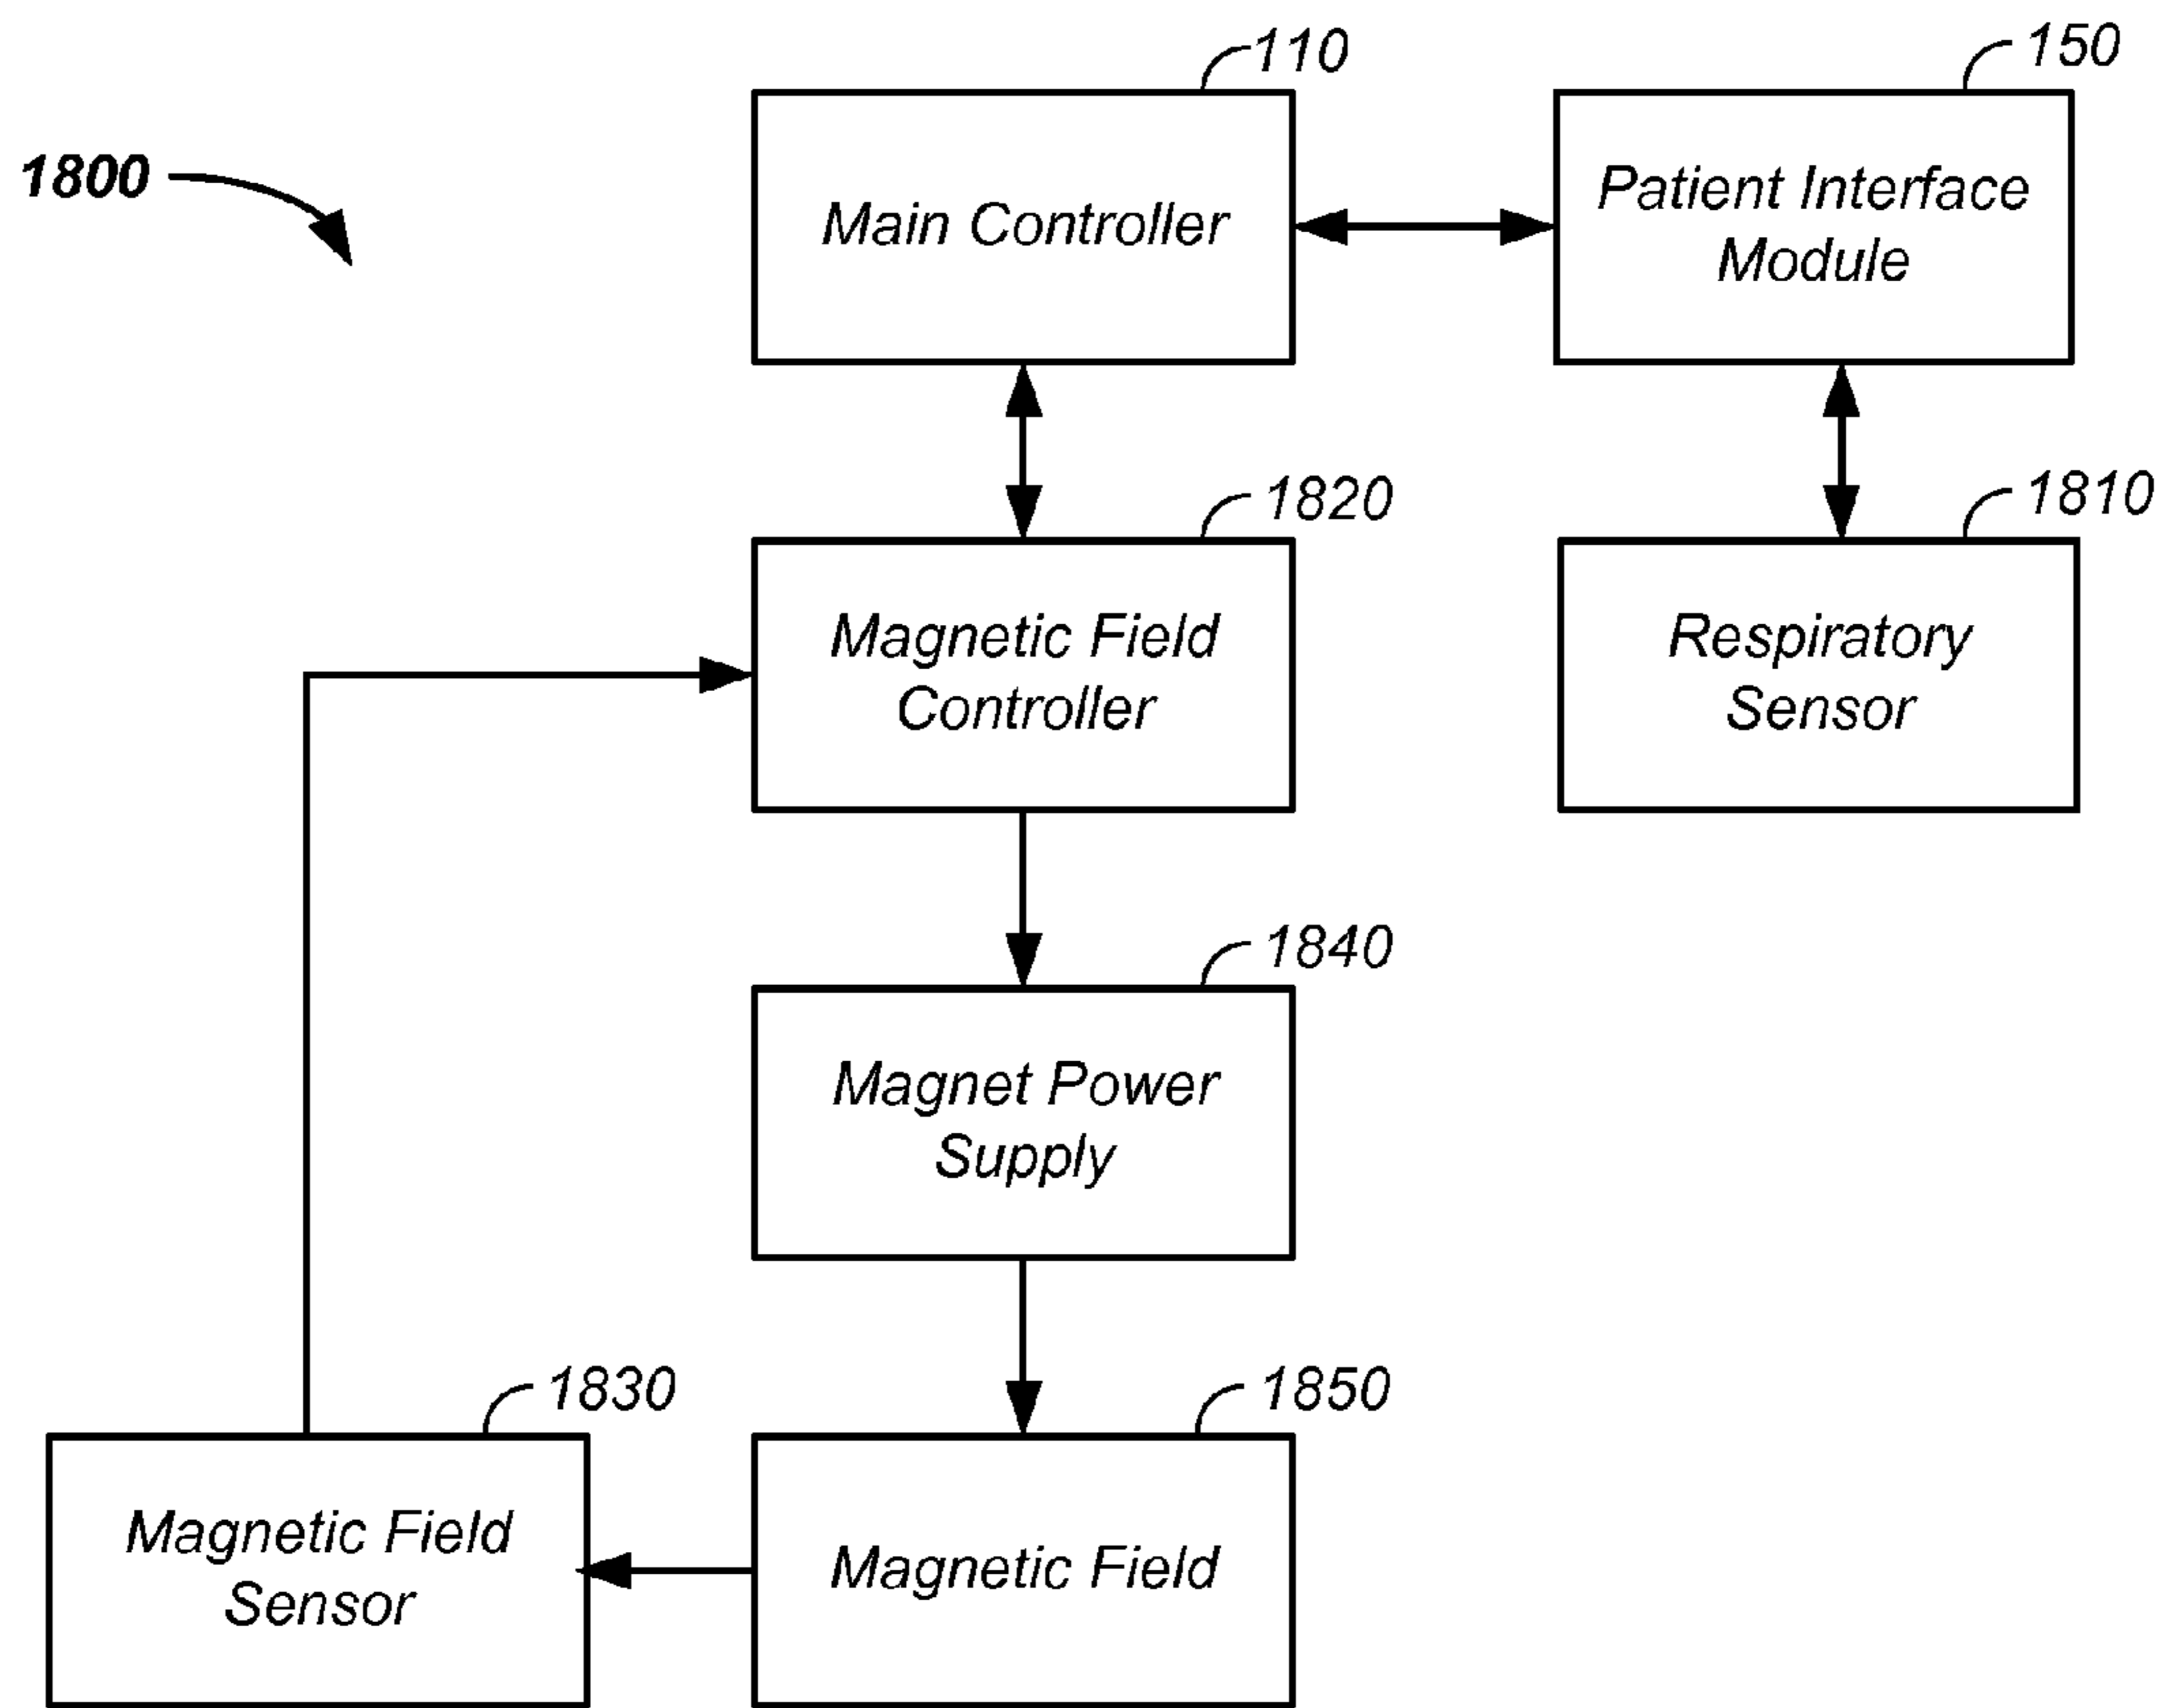 110
150
1800
Main Controller
Patient Interface
Module
1820
1810
Magnetic Field
Controller
Respiratory
Sensor
1840
Magnet Power
Supply
1830
1850
Magnetic Field
Sensor
Magnetic Field